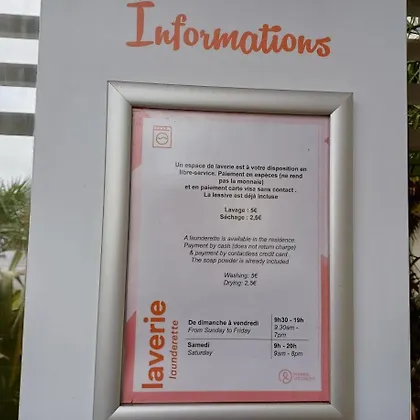 Informations
Un espace de laverie est à votre disposition en
libre-service. Paiement en espèces (ne rend
pas la monnaie)
et en paiement carte visa sans contact .
La lessive est déjà incluse
Lavage : 5€
Séchage : 2,5€
A launderette is available in the residence.
Payment by cash (does not return charge)
& payment by contactless credit card .
The soap powder is already included
Washing: 5€
Drying: 2,5€
laverie
launderette
De dimanche à vendredi
From Sunday to Friday
9h30 - 19h
9.30am -
7pm
Samedi
Saturday
9h - 20h
9am - 8pm